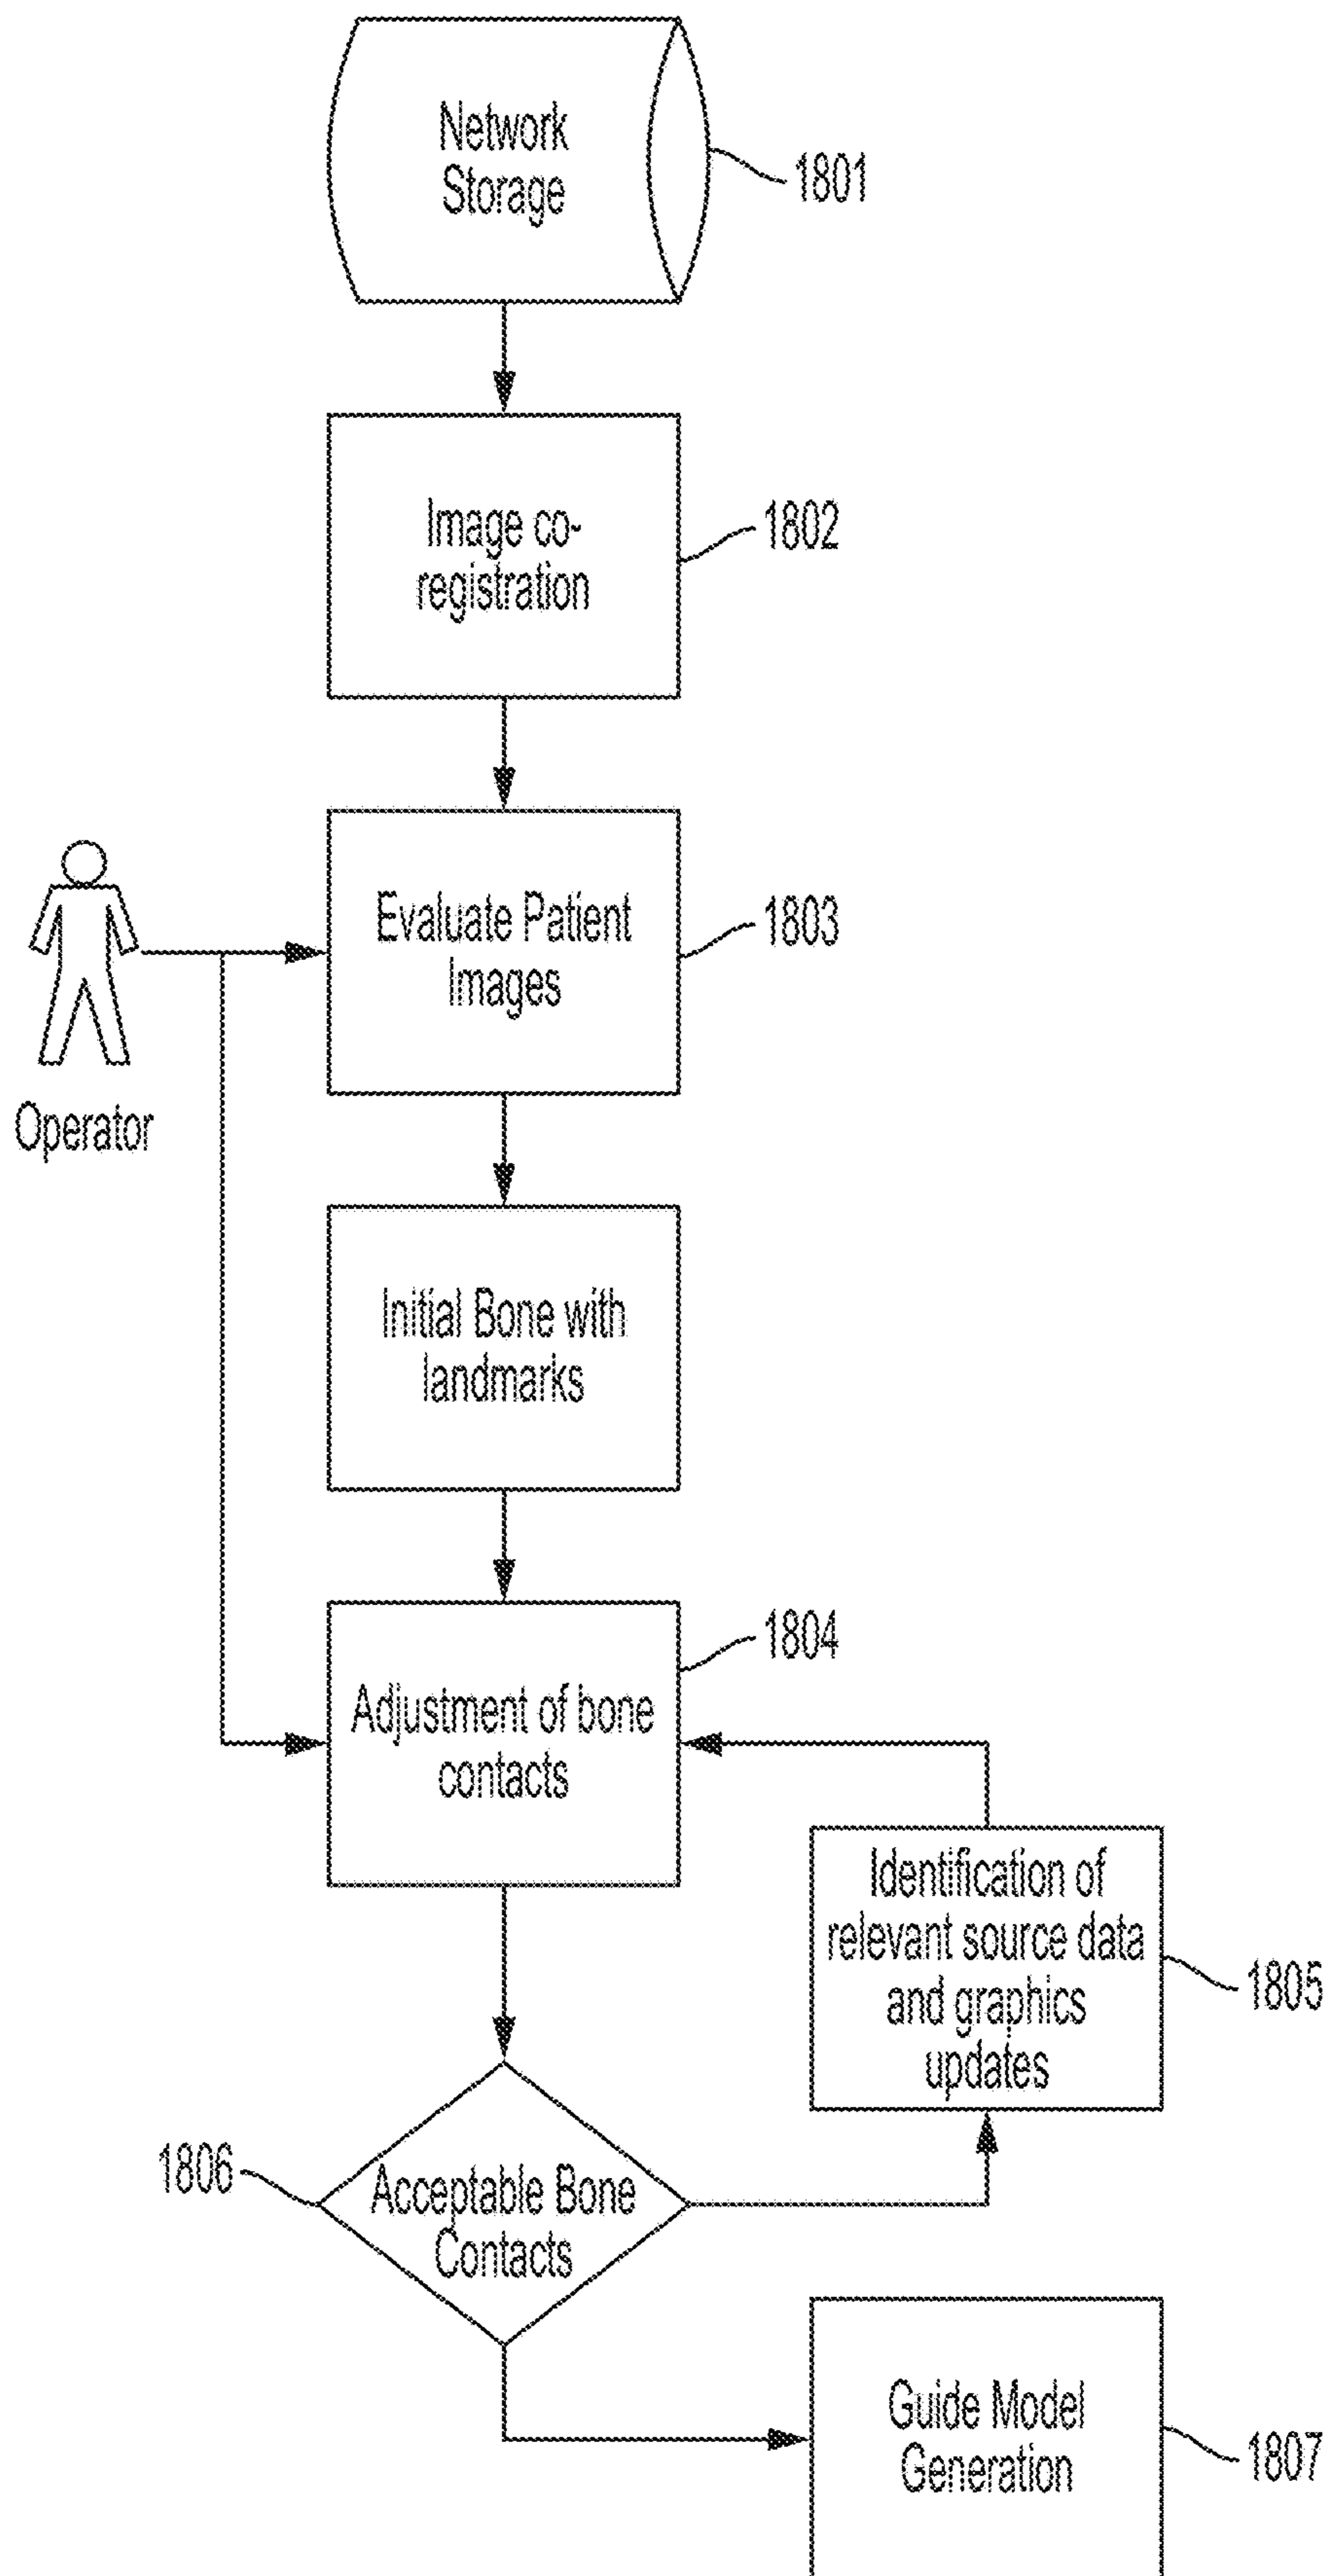 Network
Storage
1801
Image co-
registration
1802
Evaluate Patient
Images
1803
Operator
Initial Bone with
landmarks
Adjustment of bone
contacts
1804
Identification of
relevant source data
and graphics
updates
1805
1806
Acceptable Bone
Contacts
Guide Model
Generation
1807